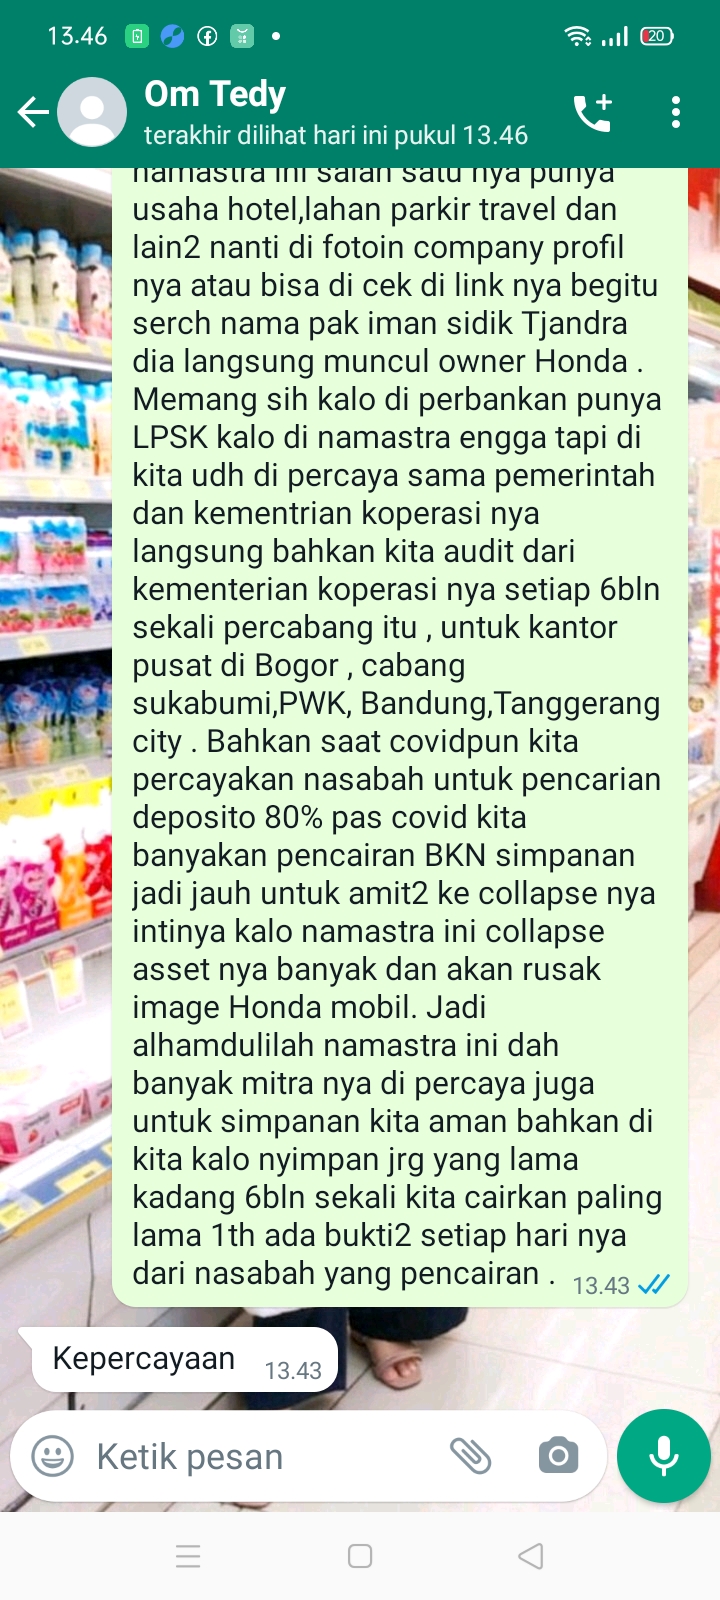 13.46
20
Om Tedy
terakhir dilihat hari ini pukul 13.46
namastra ini salah satu nya punya
usaha hotel,lahan parkir travel dan
lain2 nanti di fotoin company profil
nya atau bisa di cek di link nya begitu
serch nama pak iman sidik Tjandra
dia langsung muncul owner Honda .
Memang sih kalo di perbankan punya
LPSK kalo di namastra engga tapi di
kita udh di percaya sama pemerintah
dan kementrian koperasi nya
langsung bahkan kita audit dari
kementerian koperasi nya setiap 6bln
sekali percabang itu , untuk kantor
pusat di Bogor , cabang
sukabumi,PWK, Bandung,Tanggerang
city . Bahkan saat covidpun kita
percayakan nasabah untuk pencarian
deposito 80% pas covid kita
banyakan pencairan BKN simpanan
jadi jauh untuk amit2 ke collapse nya
intinya kalo namastra ini collapse
asset nya banyak dan akan rusak
image Honda mobil. Jadi
alhamdulilah namastra ini dah
banyak mitra nya di percaya juga
untuk simpanan kita aman bahkan di
kita kalo nyimpan jrg yang lama
kadang 6bln sekali kita cairkan paling
lama 1th ada bukti2 setiap hari nya
dari nasabah yang pencairan .
13.43
Kepercayaan
13.43
Ketik pesan